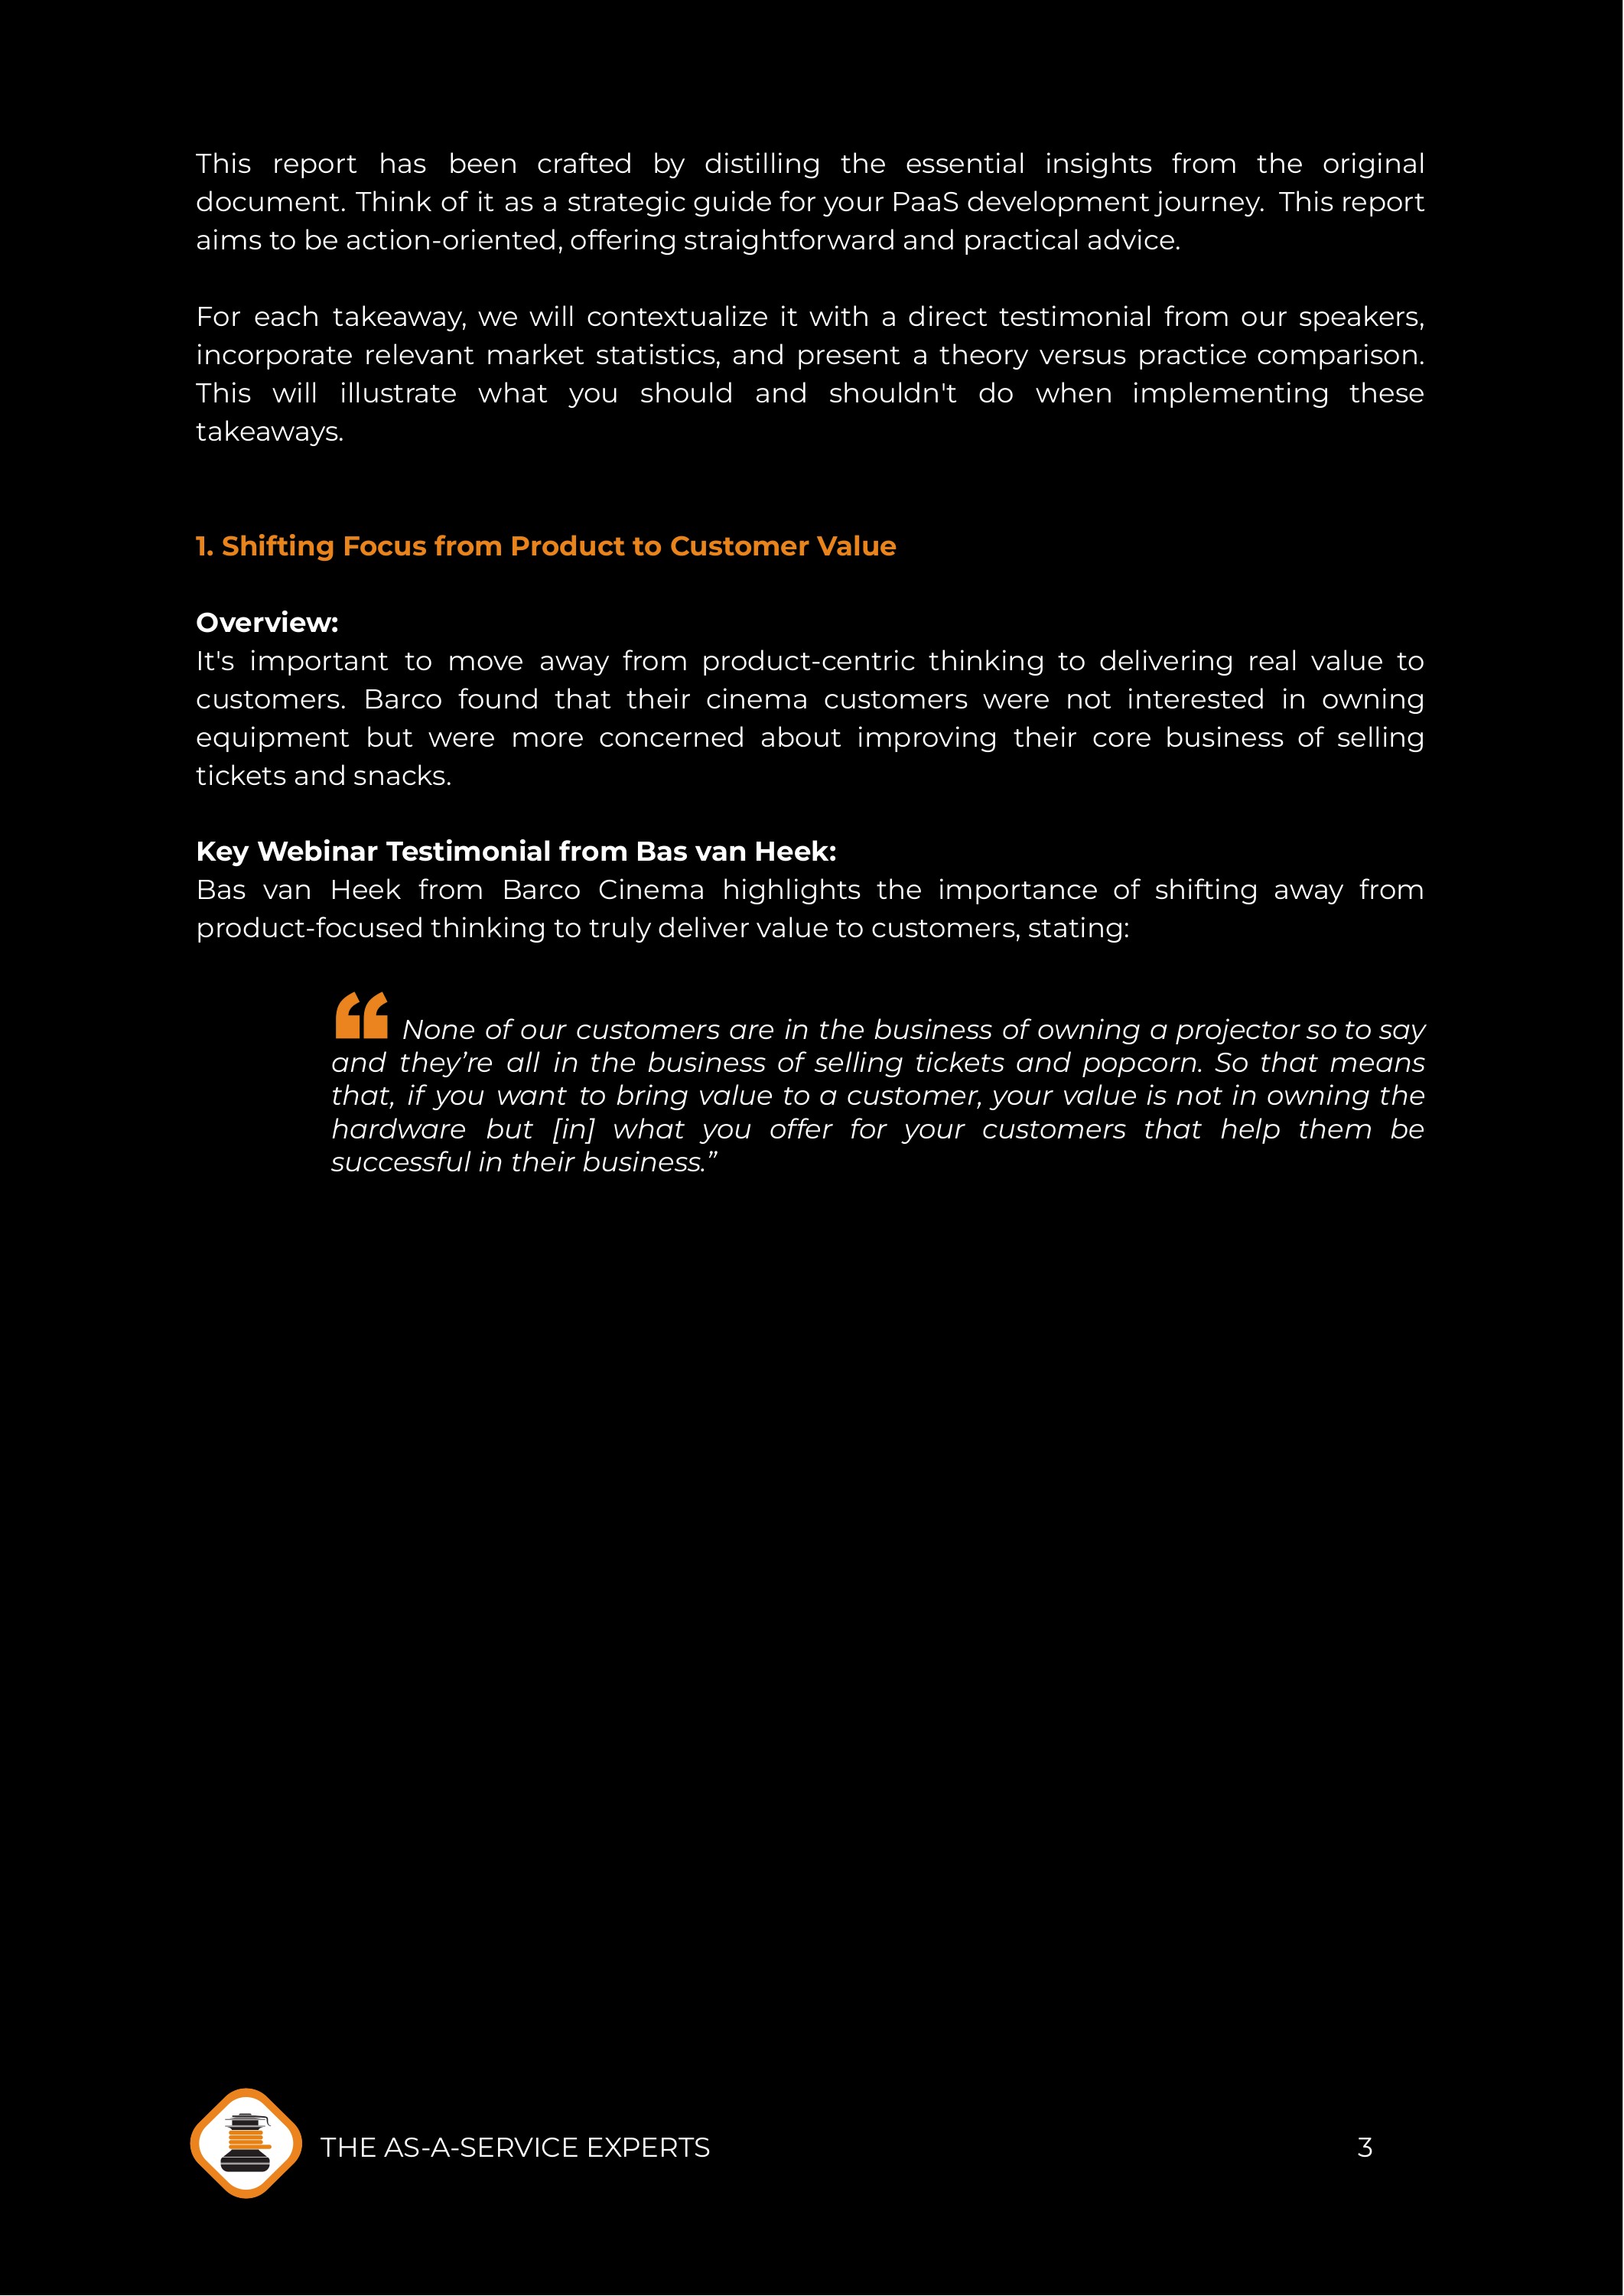 This report has been crafted by distilling the essential insights from the original
document. Think of it as a strategic guide for your PaaS development journey. This report
aims to be action-oriented, offering straightforward and practical advice.
For each takeaway, we will contextualize it with a direct testimonial from our speakers,
incorporate relevant market statistics, and present a theory versus practice comparison.
This will illustrate what you should and shouldn't do when implementing these
takeaways.
1. Shifting Focus from Product to Customer Value
Overview:
It's important to move away from product-centric thinking to delivering real value to
customers. Barco found that their cinema customers were not interested in owning
equipment but were more concerned about improving their core business of selling
tickets and snacks.
Key Webinar Testimonial from Bas van Heek:
Bas van Heek from Barco Cinema highlights the importance of shifting away from
product-focused thinking to truly deliver value to customers, stating:
“ None of our customers are in the business of owning a projector so to say
and they’re all in the business of selling tickets and popcorn. So that means
that, if you want to bring value to a customer, your value is not in owning the
hardware but [in] what you offer for your customers that help them be
successful in their business.”
THE AS-A-SERVICE EXPERTS
3